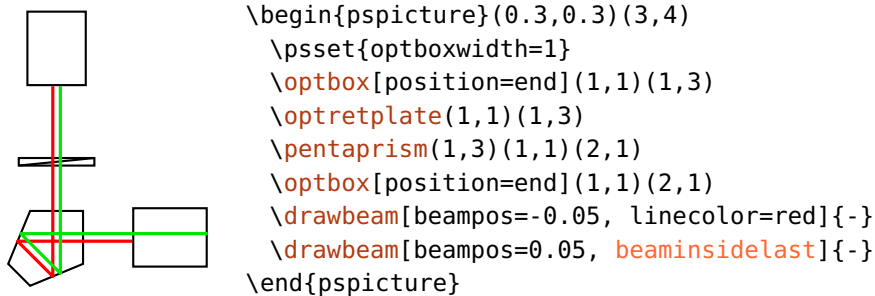 \begin{pspicture}(0.3,0.3)(3,4)
  \psset{optboxwidth=1}
  \optbox[position=end](1,1)(1,3)
  \optretplate(1,1)(1,3)
  \pentaprism(1,3)(1,1)(2,1)
  \optbox[position=end](1,1)(2,1)
  \drawbeam[beampos=-0.05, linecolor=red]{-}
  \drawbeam[beampos=0.05, beaminsidelast]{-}
\end{pspicture}